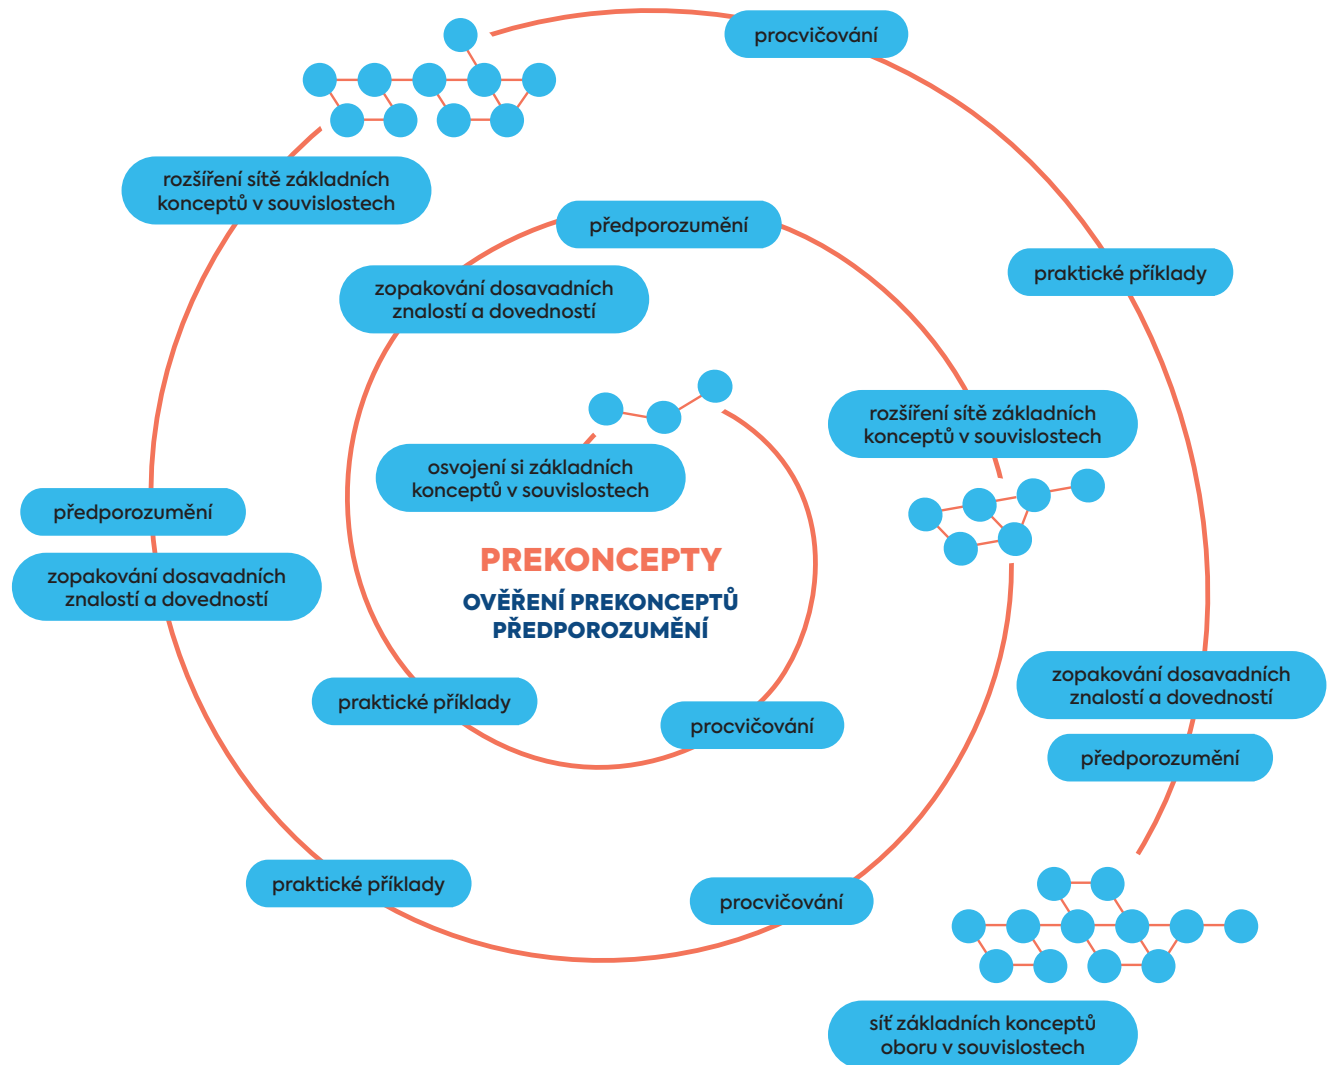 procvičování
rozšíření sítě základních
konceptů v souvislostech
předporozumění
praktické příklady
zopakování dosavadních
znalostí a dovedností
rozšíření sítě základních
konceptů v souvislostech
osvojení si základních
konceptů v souvislostech
předporozumění
PREKONCEPTY
zopakování dosavadních
znalostí a dovedností
OVĚŘENÍ PREKONCEPTŮ
PŘEDPOROZUMĚNÍ
zopakování dosavadních
znalostí a dovedností
praktické příklady
procvičování
předporozumění
praktické příklady
procvičování
síť základních konceptů
oboru v souvislostech